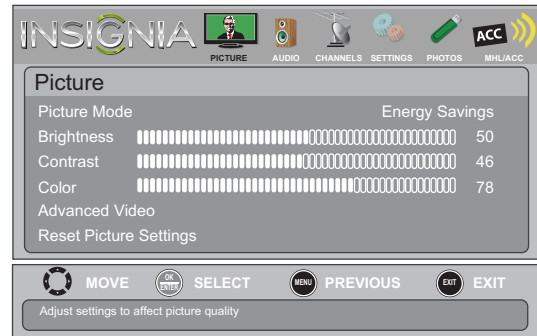 INSIGNIA
PICTURE AUDIO CHANNELS SETTINGS PHOTOS ACC MHL/ACC
Picture
Picture Mode Energy Savings
Brightness 50
Contrast 46
Color 78
Advanced Video
Reset Picture Settings
MOVE OK ENTER SELECT MENU PREVIOUS EXIT EXIT
Adjust settings to affect picture quality